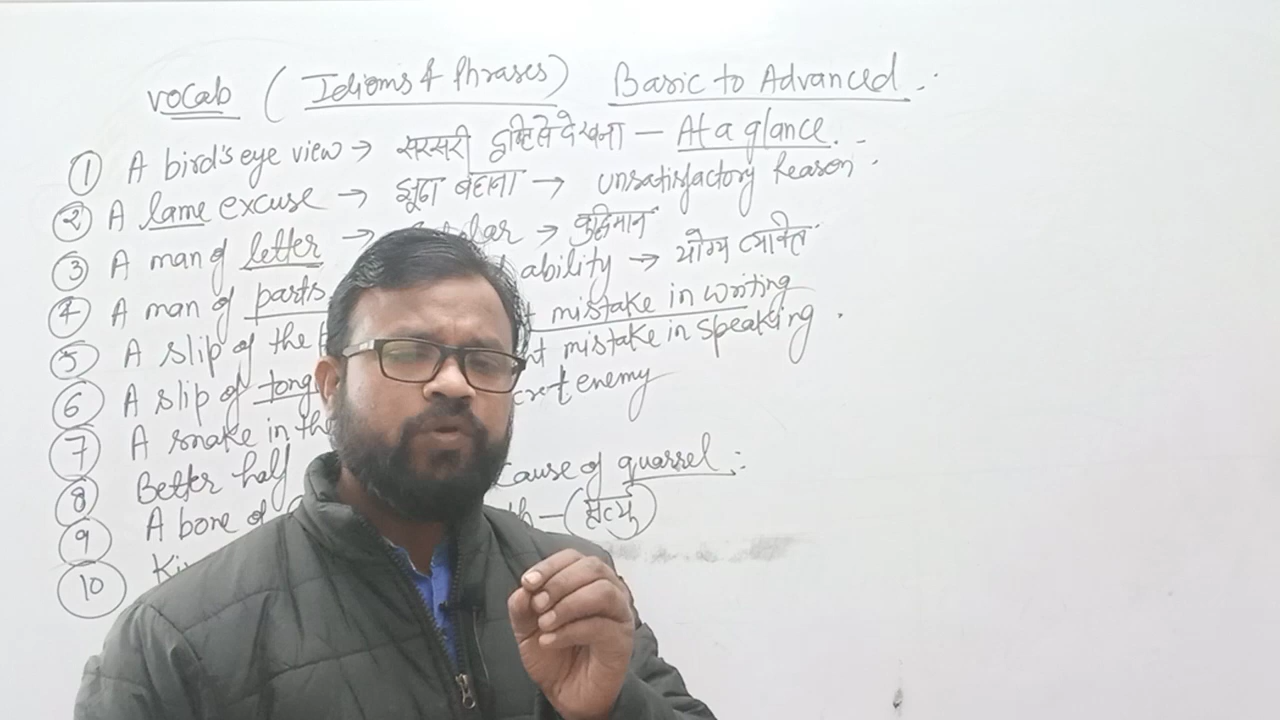 vocab ( Idioms & Phrases) Basic to Advanced .
1 A bird's eye view → सरसरी दृष्टि से देखना — At a glance.
2 A lame excuse → झूठा बहाना → unsatisfactory Reason
3 A man of letter → → बुद्धिमान
4 A man of parts ability → योग्य व्यक्ति
5 A slip of the mistake in writing
6 A slip of mistake in speaking .
7 A snake in the enemy
8 Better half
9 A bone of Cause of quarrel :
10 — मृत्यु